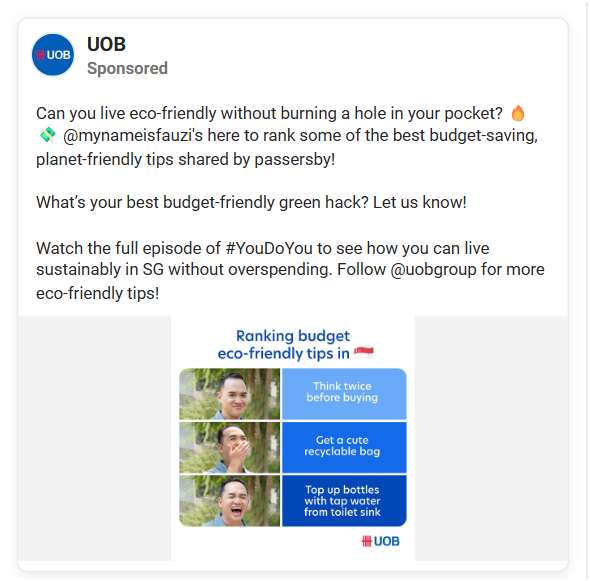 UOB
UOB
Sponsored
Can you live eco-friendly without burning a hole in your pocket? 🔥
💸 @mynameisfauzi's here to rank some of the best budget-saving,
planet-friendly tips shared by passersby!
What's your best budget-friendly green hack? Let us know!
Watch the full episode of #YouDoYou to see how you can live
sustainably in SG without overspending. Follow @uobgroup for more
eco-friendly tips!
Ranking budget
eco-friendly tips in 🇸🇬
Think twice
before buying
Get a cute
recyclable bag
Top up bottles
with tap water
from toilet sink
UOB